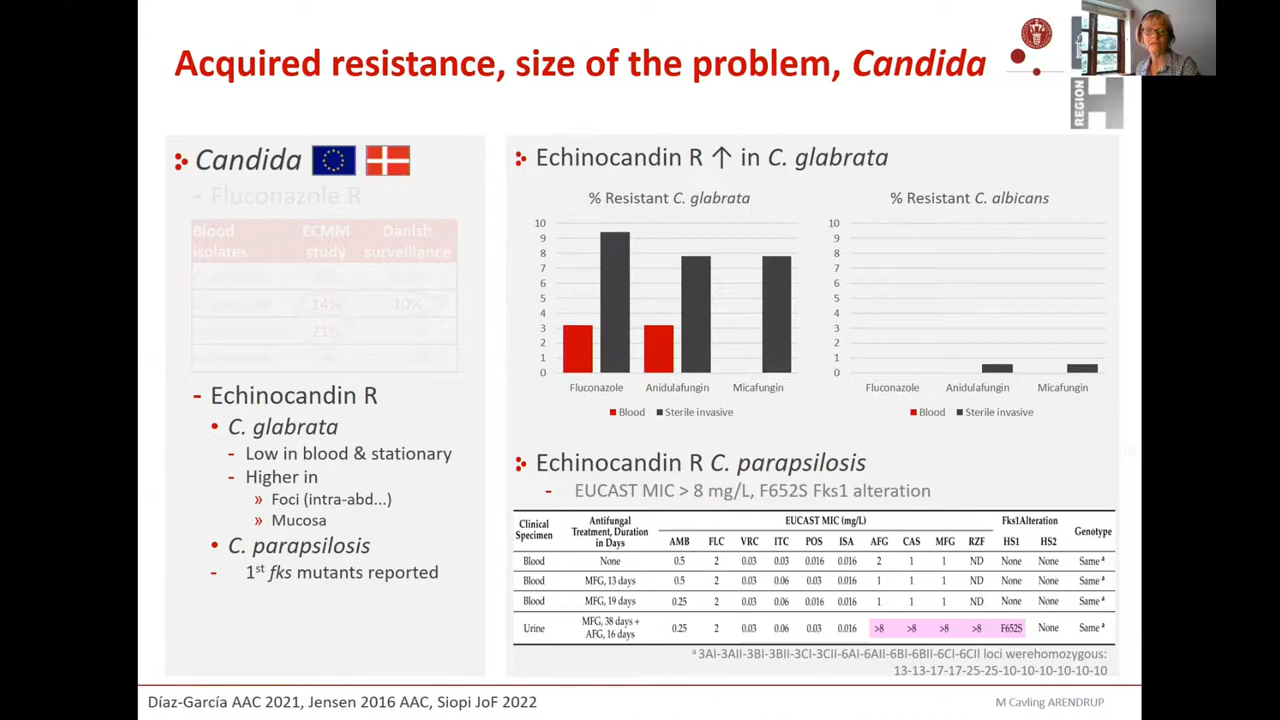 Acquired resistance, size of the problem, Candida
REGION
Candida
- Fluconazole R
Blood isolates ECMM study Danish surveillance
14% 10%
21%
- Echinocandin R
• C. glabrata
- Low in blood & stationary
- Higher in
» Foci (intra-abd...)
» Mucosa
• C. parapsilosis
- 1st fks mutants reported
Echinocandin R ↑ in C. glabrata
% Resistant C. glabrata
10
9
8
7
6
5
4
3
2
1
0
Fluconazole Anidulafungin Micafungin
Blood Sterile invasive
% Resistant C. albicans
10
9
8
7
6
5
4
3
2
1
0
Fluconazole Anidulafungin Micafungin
Blood Sterile invasive
Echinocandin R C. parapsilosis
- EUCAST MIC > 8 mg/L, F652S Fks1 alteration
Clinical Specimen Antifungal Treatment, Duration in Days EUCAST MIC (mg/L) Fks1Alteration Genotype
AMB FLC VRC ITC POS ISA AFG CAS MFG RZF HS1 HS2
Blood None 0.5 2 0.03 0.03 0.016 0.016 2 1 1 ND None None Same a
Blood MFG, 13 days 0.5 2 0.03 0.06 0.03 0.016 1 1 1 ND None None Same a
Blood MFG, 19 days 0.25 2 0.03 0.06 0.016 0.016 1 1 1 ND None None Same a
Urine MFG, 38 days + AFG, 16 days 0.25 2 0.03 0.06 0.03 0.016 >8 >8 >8 >8 F652S None Same a
a 3AI-3AII-3BI-3BII-3CI-3CII-6AI-6AII-6BI-6BII-6CI-6CII loci werehomozygous:
13-13-17-17-25-25-10-10-10-10-10-10
Díaz-García AAC 2021, Jensen 2016 AAC, Siopi JoF 2022
M Cavling ARENDRUP